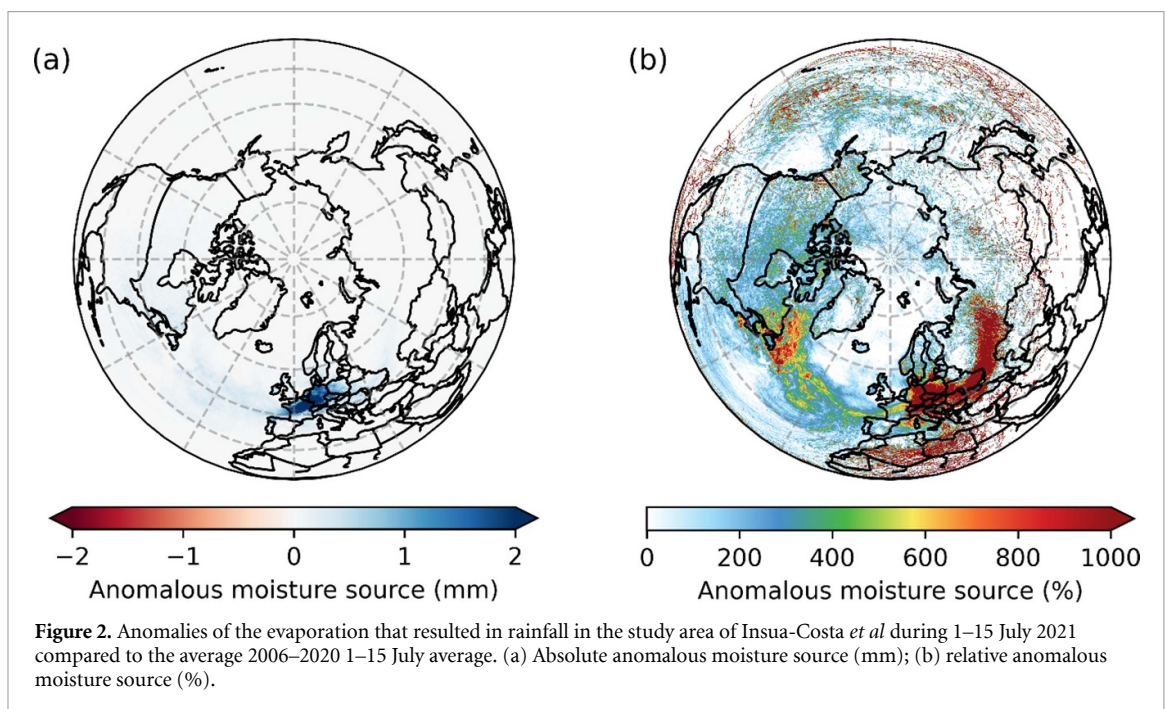 (a)
(b)
−2 −1 0 1 2
Anomalous moisture source (mm)
0 200 400 600 800 1000
Anomalous moisture source (%)
Figure 2. Anomalies of the evaporation that resulted in rainfall in the study area of Insua-Costa et al during 1–15 July 2021
compared to the average 2006–2020 1–15 July average. (a) Absolute anomalous moisture source (mm); (b) relative anomalous
moisture source (%).